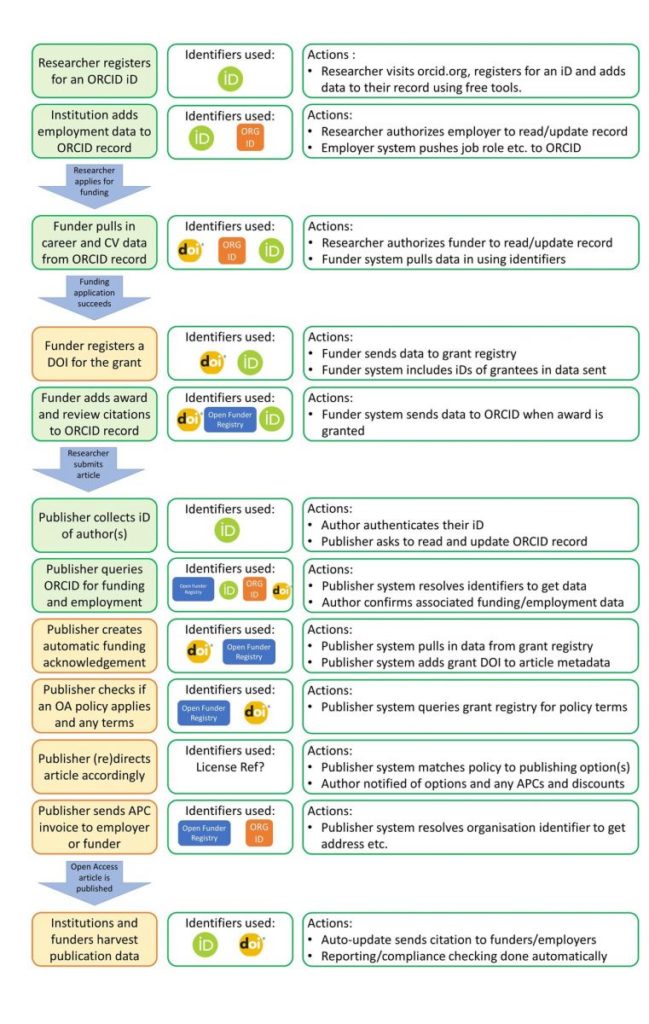 Researcher registers
for an ORCID iD
Identifiers used:
iD
Actions :
• Researcher visits orcid.org, registers for an iD and adds
data to their record using free tools.
Institution adds
employment data to
ORCID record
Identifiers used:
iD
ORG
ID
Actions:
• Researcher authorizes employer to read/update record
• Employer system pushes job role etc. to ORCID
Researcher
applies for
funding
Funder pulls in
career and CV data
from ORCID record
Identifiers used:
doi
ORG
ID
iD
Actions:
• Researcher authorizes funder to read/update record
• Funder system pulls data in using identifiers
Funding
application
succeeds
Funder registers a
DOI for the grant
Identifiers used:
doi
iD
Actions:
• Funder sends data to grant registry
• Funder system includes iDs of grantees in data sent
Funder adds award
and review citations
to ORCID record
Identifiers used:
doi
Open Funder
Registry
iD
Actions:
• Funder system sends data to ORCID when award is
granted
Researcher
submits
article
Publisher collects iD
of author(s)
Identifiers used:
iD
Actions:
• Author authenticates their iD
• Publisher asks to read and update ORCID record
Publisher queries
ORCID for funding
and employment
Identifiers used:
Open Funder
Registry
iD
ORG
ID
doi
Actions:
• Publisher system resolves identifiers to get data
• Author confirms associated funding/employment data
Publisher creates
automatic funding
acknowledgement
Identifiers used:
doi
Open Funder
Registry
Actions:
• Publisher system pulls in data from grant registry
• Publisher system adds grant DOI to article metadata
Publisher checks if
an OA policy applies
and any terms
Identifiers used:
Open Funder
Registry
doi
Actions:
• Publisher system queries grant registry for policy terms
Publisher (re)directs
article accordingly
Identifiers used:
License Ref?
Actions:
• Publisher system matches policy to publishing option(s)
• Author notified of options and any APCs and discounts
Publisher sends APC
invoice to employer
or funder
Identifiers used:
Open Funder
Registry
ORG
ID
Actions:
• Publisher system resolves organisation identifier to get
address etc.
Open Access
article is
published
Institutions and
funders harvest
publication data
Identifiers used:
iD
doi
Actions:
• Auto-update sends citation to funders/employers
• Reporting/compliance checking done automatically